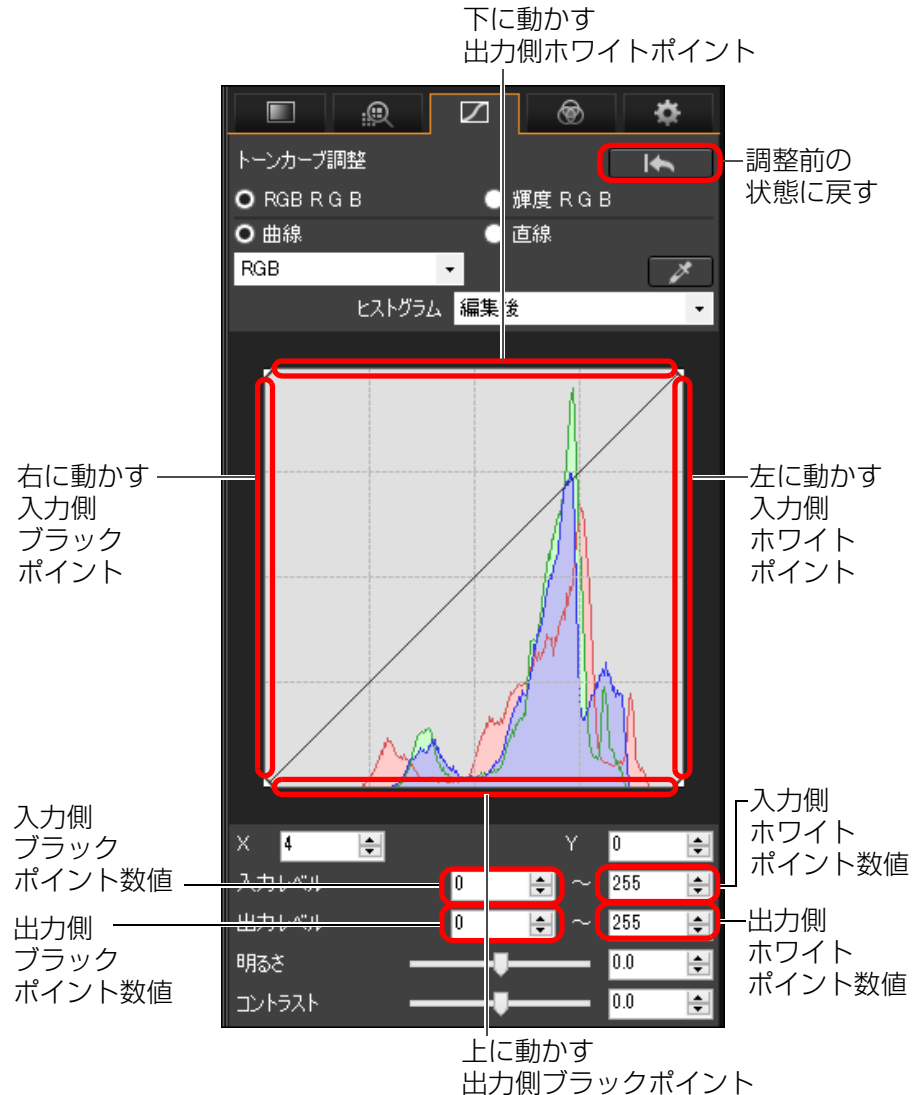 下に動かす
出力側ホワイトポイント
トーンカーブ調整
調整前の
状態に戻す
RGB R G B
輝度 R G B
曲線
直線
RGB
ヒストグラム
編集後
右に動かす
入力側
ブラック
ポイント
左に動かす
入力側
ホワイト
ポイント
入力側
ブラック
ポイント数値
入力側
ホワイト
ポイント数値
X 4 Y 0
入力レベル 0 ～ 255
出力レベル 0 ～ 255
出力側
ブラック
ポイント数値
出力側
ホワイト
ポイント数値
明るさ 0.0
コントラスト 0.0
上に動かす
出力側ブラックポイント